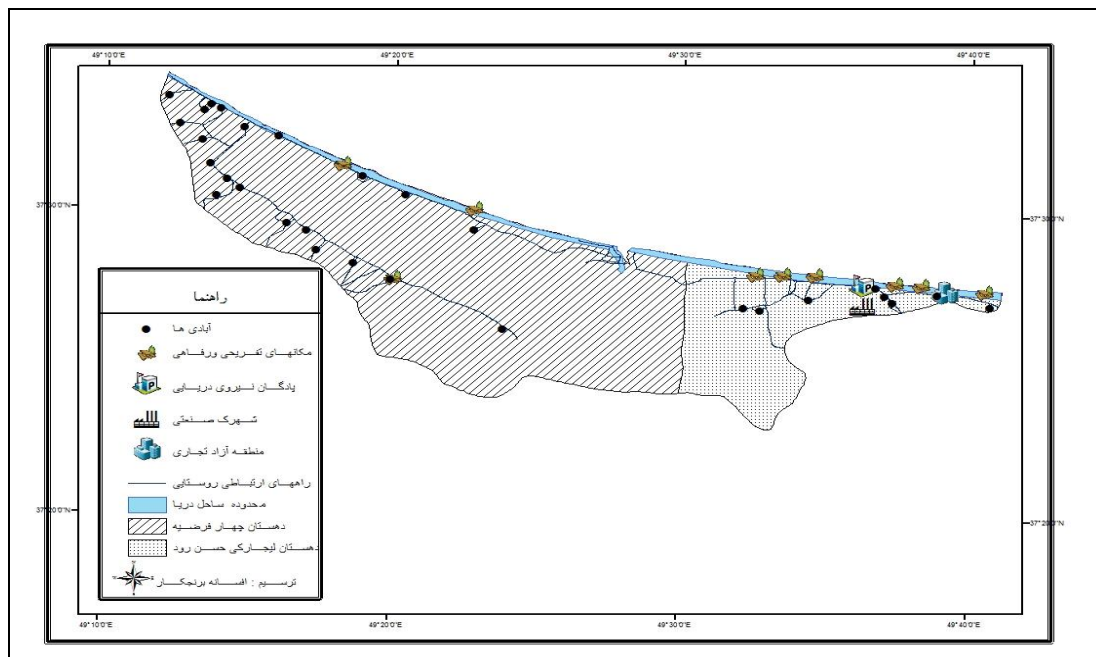 49°10'0"E 49°20'0"E 49°30'0"E 49°40'0"E
37°30'0"N 37°30'0"N
راهنما
آبادی ها
مکانهای تفریحی ورفاهی
پادگان نیروی دریایی
شهرک صنعتی
منطقه آزاد تجاری
راههای ارتباطی روستایی
محدوده ساحل دریا
دهستان چهار فرضیه
دهستان لیجارکی حسن رود
ترسیم : افسانه برنجکار
37°20'0"N 37°20'0"N
49°10'0"E 49°20'0"E 49°30'0"E 49°40'0"E